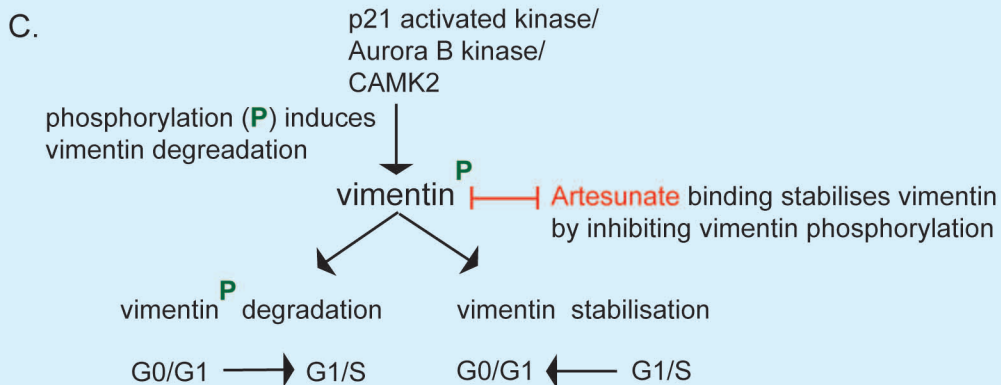 C.
p21 activated kinase/
Aurora B kinase/
CAMK2
phosphorylation (P) induces
vimentin degreadation
vimentin P
Artesunate binding stabilises vimentin
by inhibiting vimentin phosphorylation
vimentin P degradation
vimentin stabilisation
G0/G1 G1/S
G0/G1 G1/S